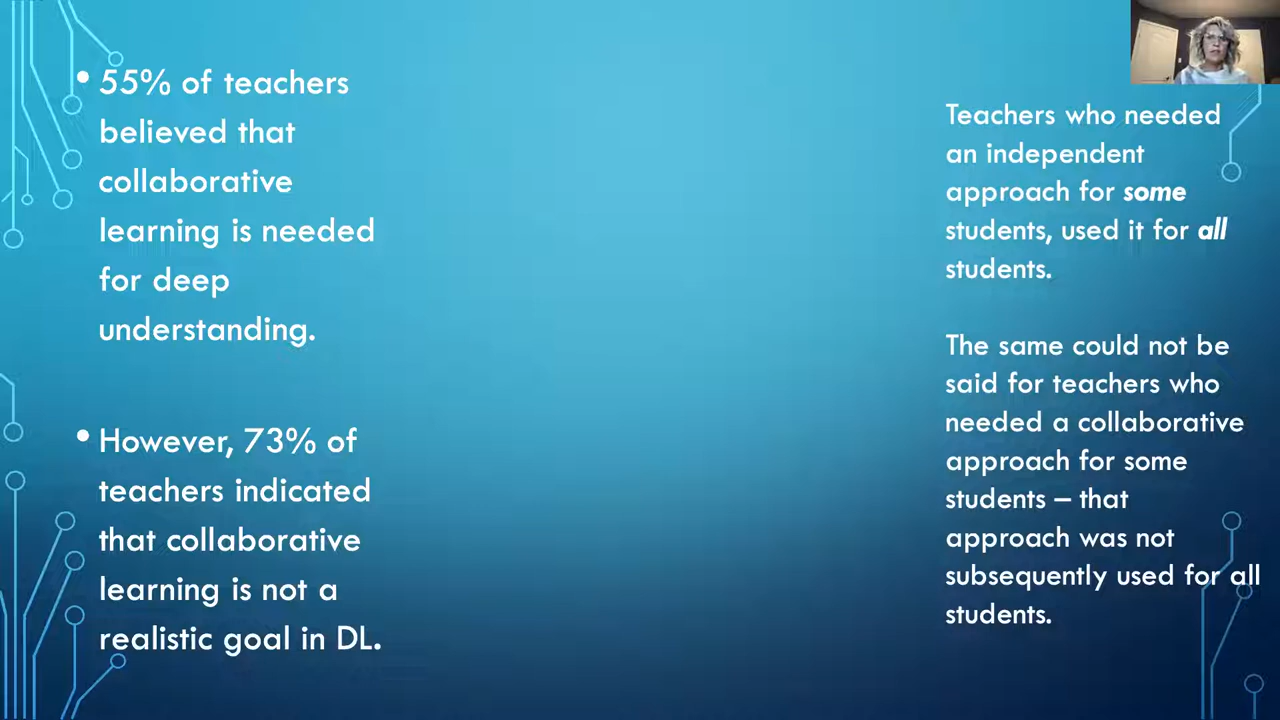 • 55% of teachers
believed that
collaborative
learning is needed
for deep
understanding.
• However, 73% of
teachers indicated
that collaborative
learning is not a
realistic goal in DL.
Teachers who needed
an independent
approach for some
students, used it for all
students.
The same could not be
said for teachers who
needed a collaborative
approach for some
students – that
approach was not
subsequently used for all
students.